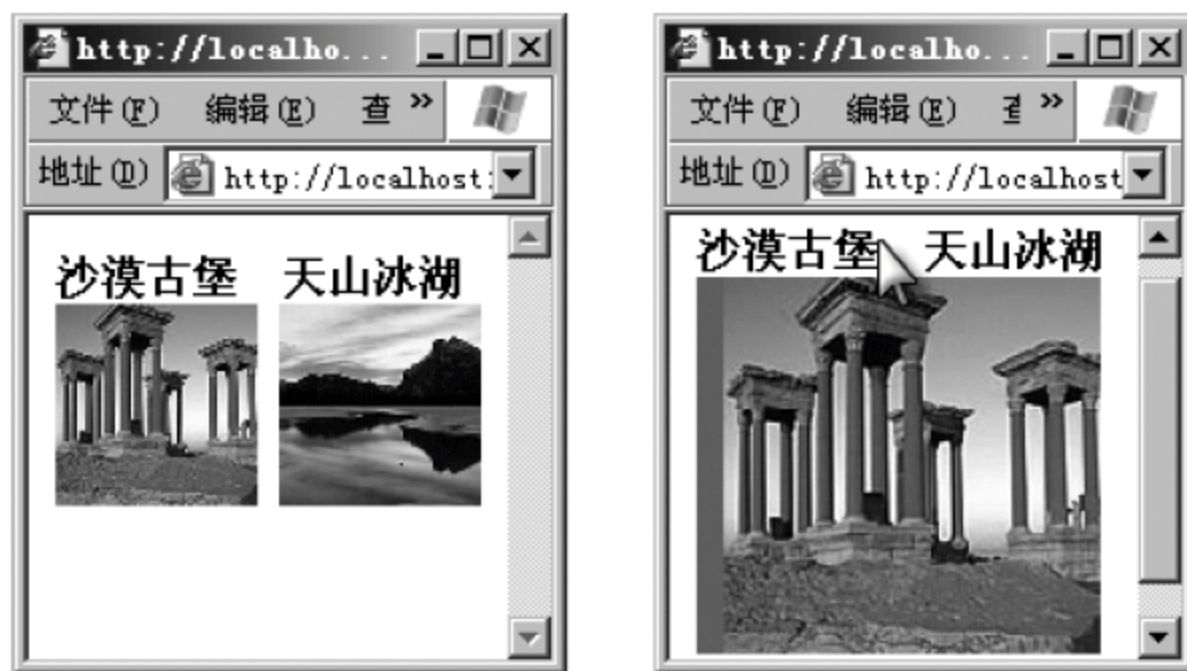 http://localho...
文件(F) 编辑(E) 查 »
地址(D) http://localhost:
沙漠古堡 天山冰湖
http://localho...
文件(F) 编辑(E) »
地址(D) http://localhost
沙漠古堡 天山冰湖